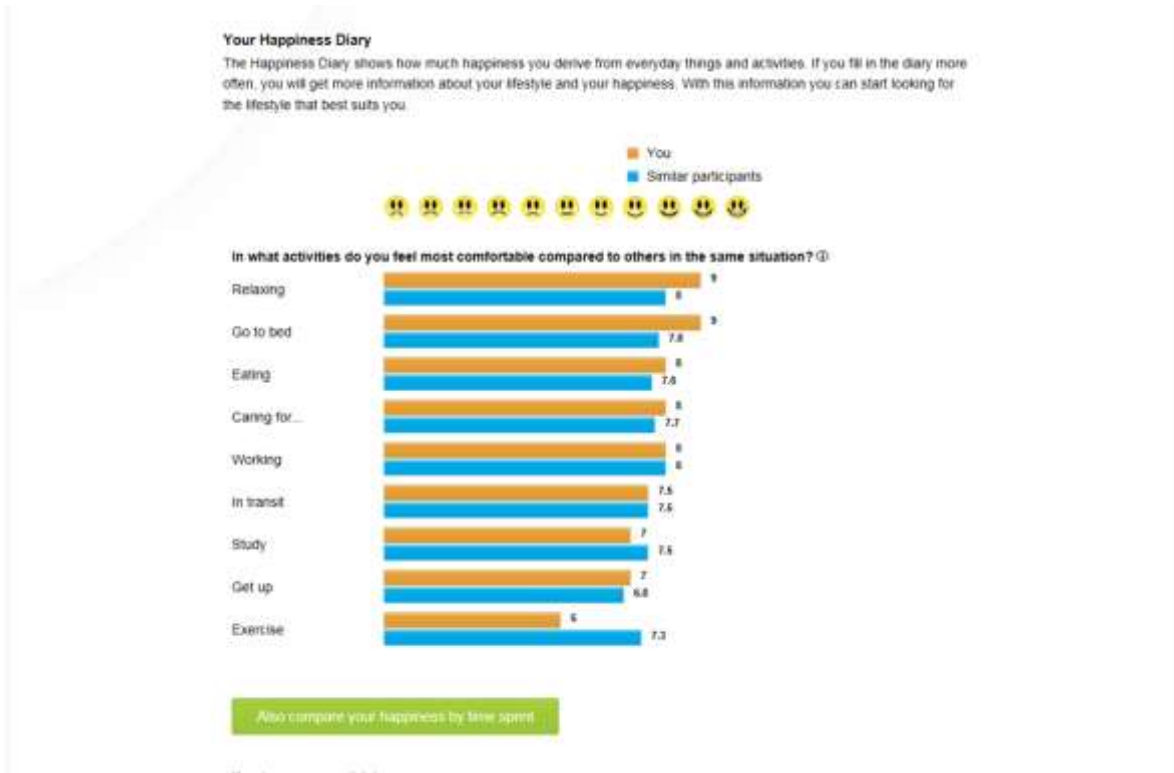 Your Happiness Diary
The Happiness Diary shows how much happiness you derive from everyday things and activities. If you fill in the diary more
often, you will get more information about your lifestyle and your happiness. With this information you can start looking for
the lifestyle that best suits you.
You
Similar participants
In what activities do you feel most comfortable compared to others in the same situation?
Relaxing
9
8
Go to bed
9
7.8
Eating
8
7.6
Caring for...
8
7.7
Working
8
8
In transit
7.5
7.5
Study
7
7.5
Get up
7
6.8
Exercise
5
7.3
Also compare your happiness by time spent